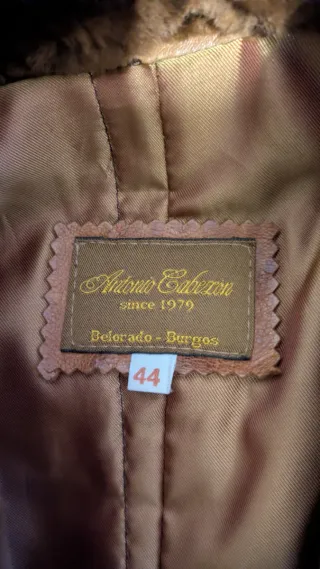 Antonio Cabezon
since 1979
Belorado - Burgos
44